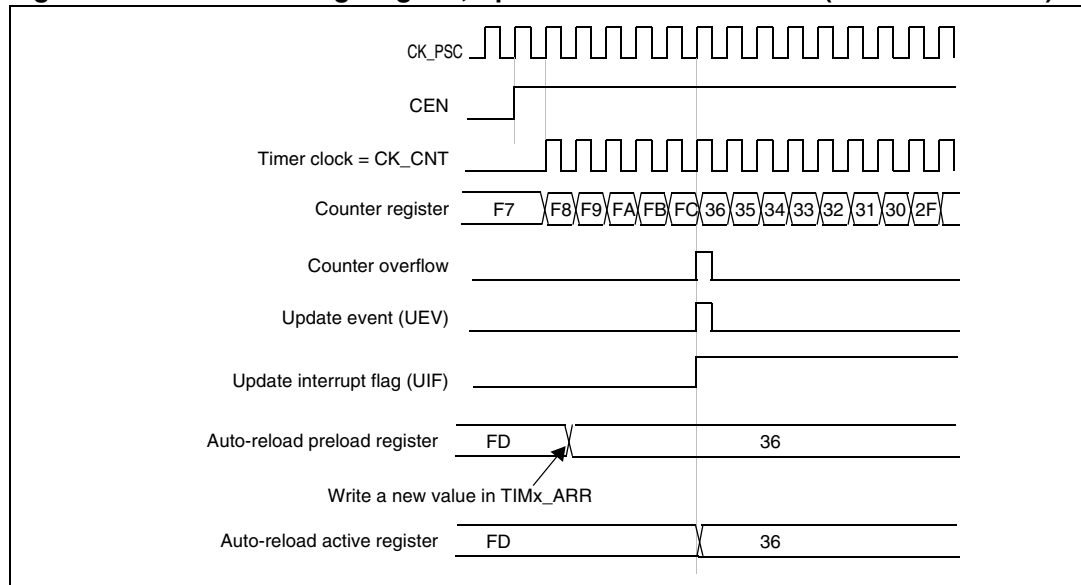 CK_PSC
CEN
Timer clock = CK_CNT
Counter register F7 F8 F9 FA FB FC 36 35 34 33 32 31 30 2F
Counter overflow
Update event (UEV)
Update interrupt flag (UIF)
Auto-reload preload register FD 36
Write a new value in TIMx_ARR
Auto-reload active register FD 36